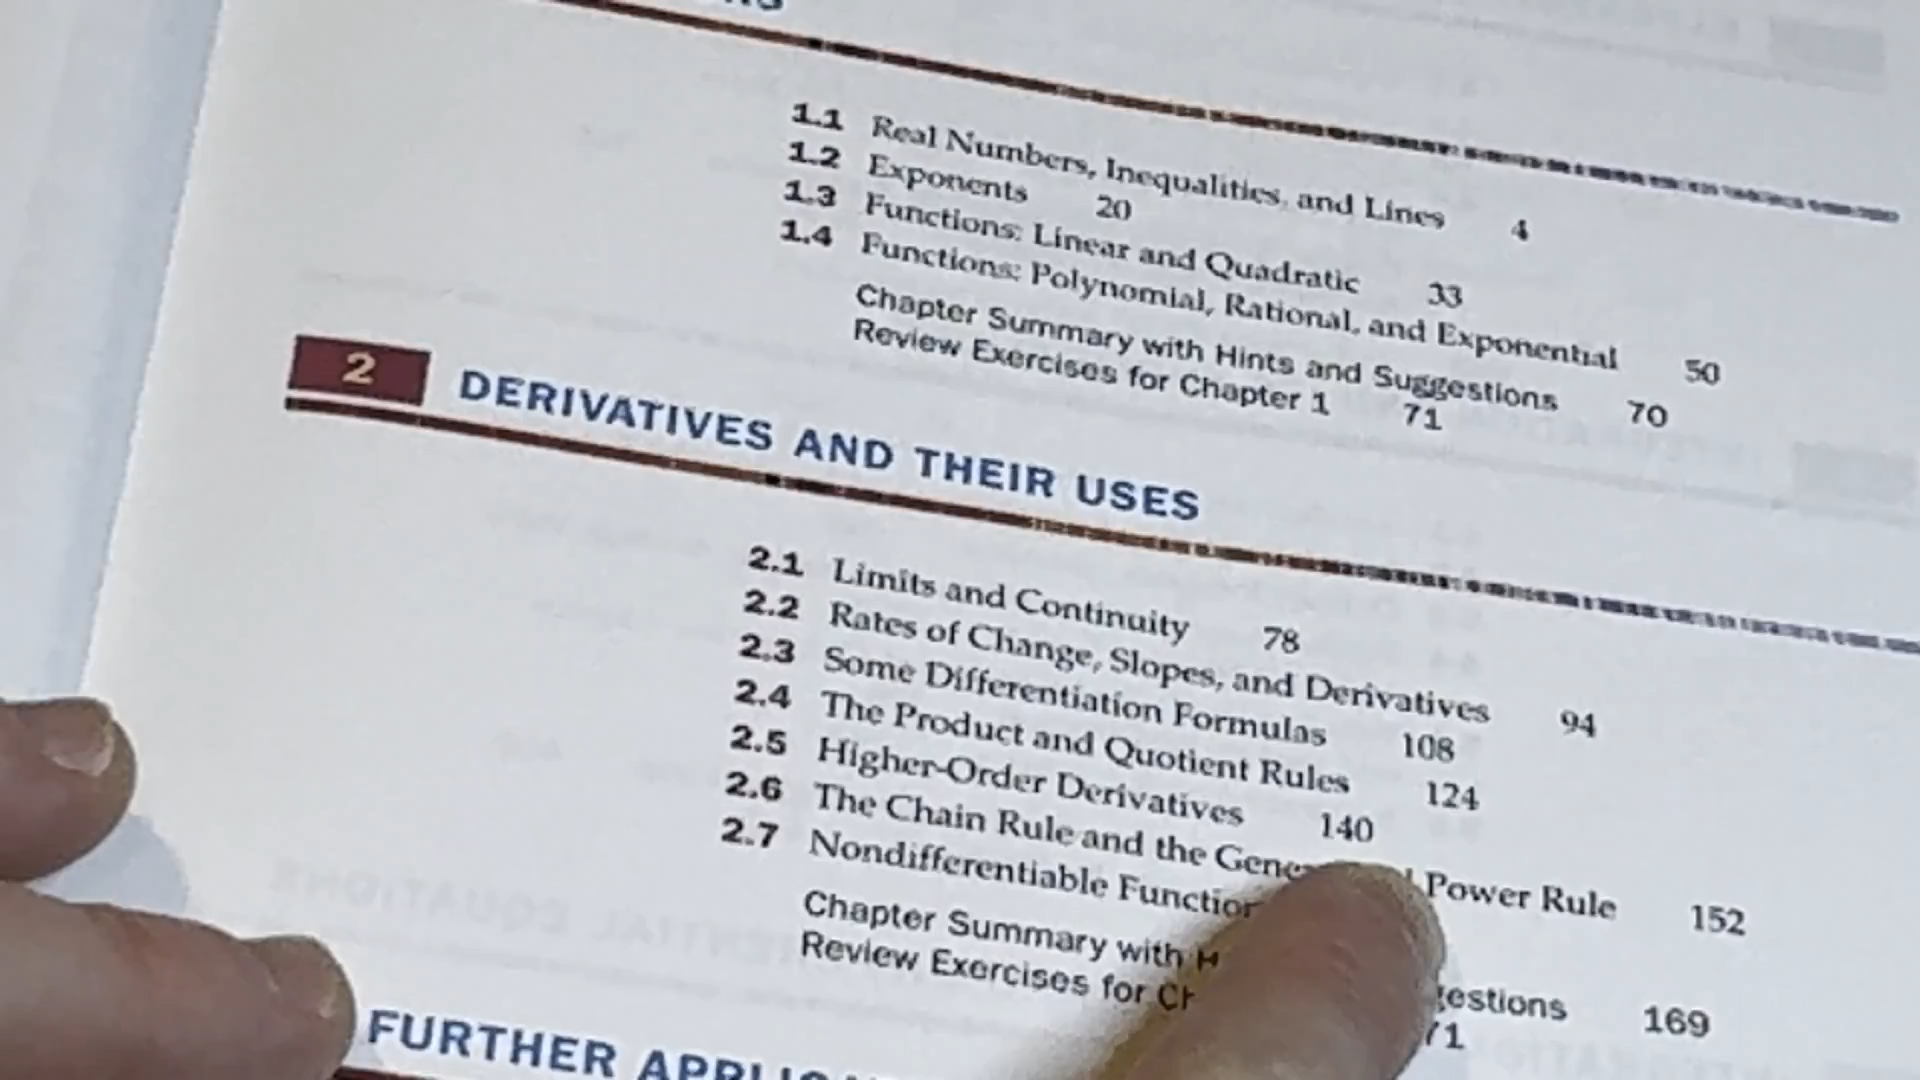 1.1 Real Numbers, Inequalities, and Lines 4
1.2 Exponents 20
1.3 Functions: Linear and Quadratic 33
1.4 Functions: Polynomial, Rational, and Exponential 50
Chapter Summary with Hints and Suggestions 70
Review Exercises for Chapter 1 71
2 DERIVATIVES AND THEIR USES
2.1 Limits and Continuity 78
2.2 Rates of Change, Slopes, and Derivatives 94
2.3 Some Differentiation Formulas 108
2.4 The Product and Quotient Rules 124
2.5 Higher-Order Derivatives 140
2.6 The Chain Rule and the Power Rule 152
2.7 Nondifferentiable
Chapter Summary with 169
Review Exercises for
FURTHER